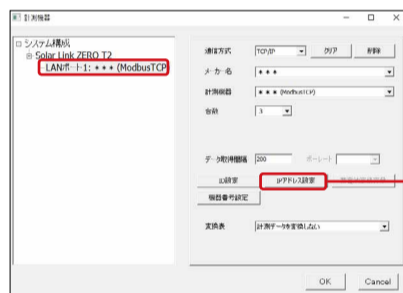 計測機器
システム構成
Solar Link ZERO T2
LANポート1: *** (ModbusTCP
通信方式 TCP/IP クリア 削除
メーカー名 ***
計測機器 *** (ModbusTCP)
台数 3
データ取得間隔 200 ボーレート
ID設定 IPアドレス設定
機器番号設定
変換表 計測データを変換しない
OK Cancel